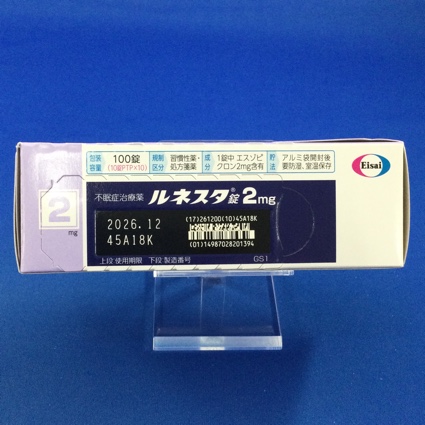 包装容量 100錠 (10錠PTP×10) 規制区分 習慣性薬・処方箋薬 成分 1錠中 エスゾピクロン2mg含有 貯法 アルミ袋開封後要防湿、室温保存
Eisai
不眠症治療薬 ルネスタ®錠2mg
2
mg
2026.12
45A18K
(17)261200(10)45A18K
(01)14987028201394
上段:使用期限 下段:製造番号
GS1